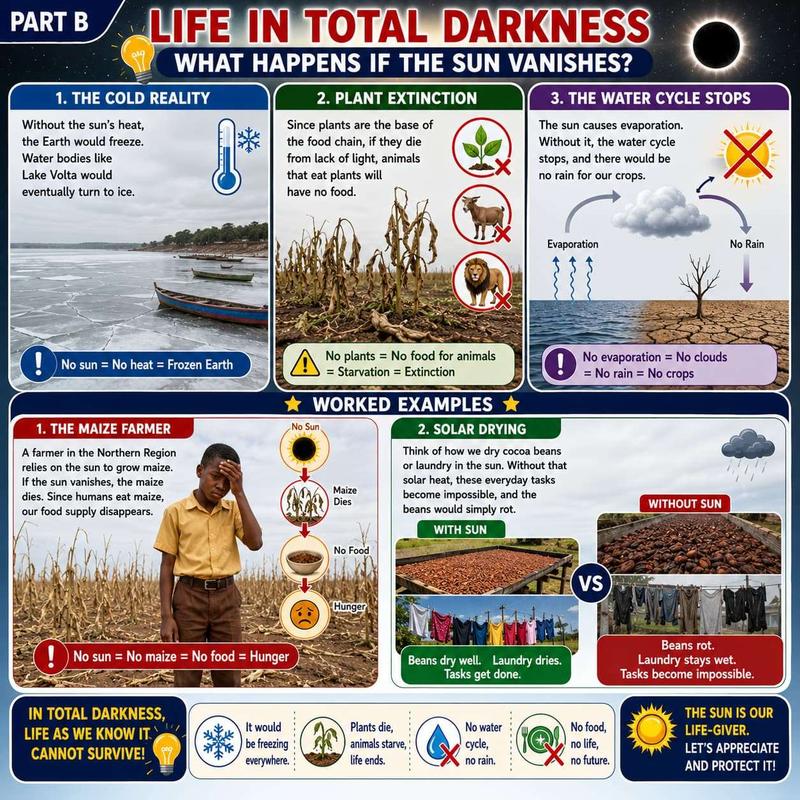 PART B
LIFE IN TOTAL DARKNESS
WHAT HAPPENS IF THE SUN VANISHES?
1. THE COLD REALITY
Without the sun's heat,
the Earth would freeze.
Water bodies like
Lake Volta would
eventually turn to ice.
No sun = No heat = Frozen Earth
2. PLANT EXTINCTION
Since plants are the base of
the food chain, if they die
from lack of light, animals
that eat plants will
have no food.
No plants = No food for animals
= Starvation = Extinction
3. THE WATER CYCLE STOPS
The sun causes evaporation.
Without it, the water cycle
stops, and there would be
no rain for our crops.
Evaporation
No Rain
No evaporation = No clouds
= No rain = No crops
WORKED EXAMPLES
1. THE MAIZE FARMER
A farmer in the Northern Region
relies on the sun to grow maize.
If the sun vanishes, the maize
dies. Since humans eat maize,
our food supply disappears.
No Sun
Maize
Dies
No Food
Hunger
No sun = No maize = No food = Hunger
2. SOLAR DRYING
Think of how we dry cocoa beans
or laundry in the sun. Without that
solar heat, these everyday tasks
become impossible, and the
beans would simply rot.
WITH SUN
Beans dry well. Laundry dries.
Tasks get done.
VS
WITHOUT SUN
Beans rot.
Laundry stays wet.
Tasks become impossible.
IN TOTAL DARKNESS,
LIFE AS WE KNOW IT
CANNOT SURVIVE!
It would
be freezing
everywhere.
Plants die,
animals starve,
life ends.
No water
cycle,
no rain.
No food,
no life,
no future.
THE SUN IS OUR
LIFE-GIVER.
LET'S APPRECIATE
AND PROTECT IT!